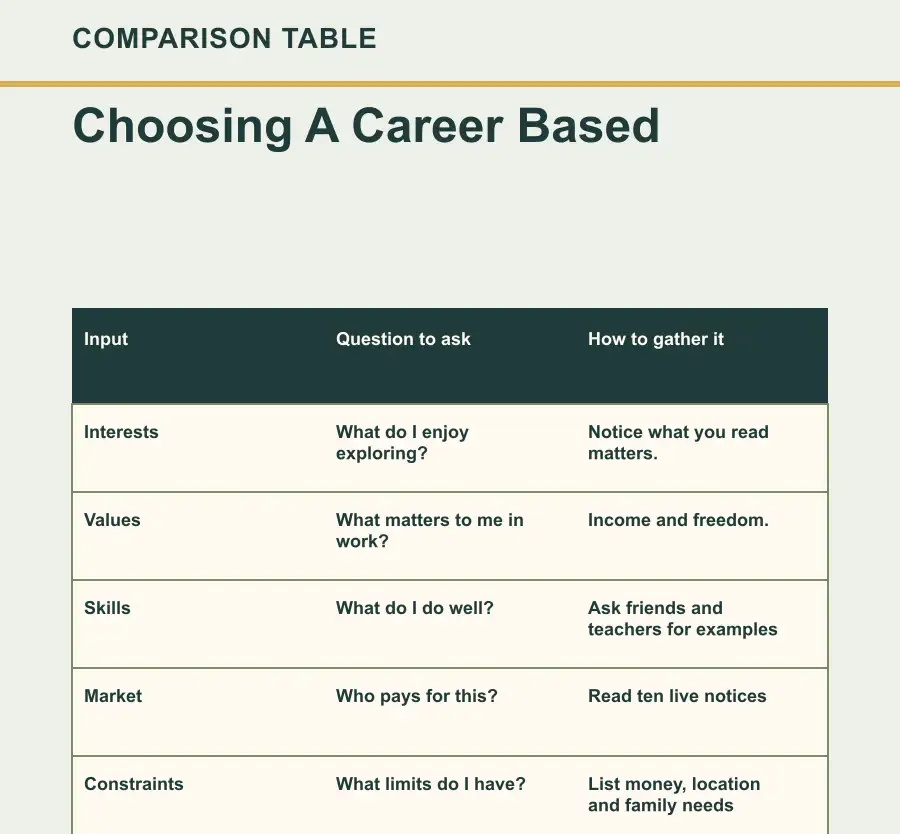 COMPARISON TABLE
Choosing A Career Based
Input
Question to ask
How to gather it
Interests
What do I enjoy
exploring?
Notice what you read
matters.
Values
What matters to me in
work?
Income and freedom.
Skills
What do I do well?
Ask friends and
teachers for examples
Market
Who pays for this?
Read ten live notices
Constraints
What limits do I have?
List money, location
and family needs